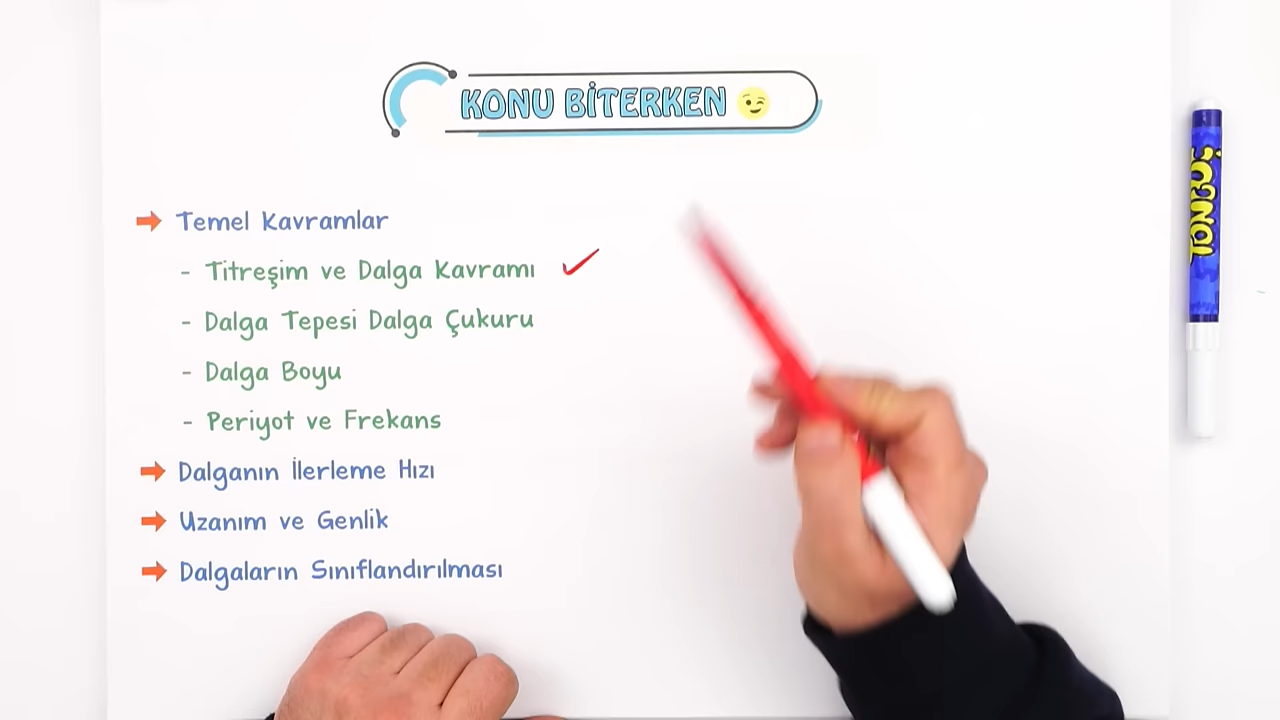 KONU BİTERKEN
Temel Kavramlar
- Titreşim ve Dalga Kavramı
- Dalga Tepesi Dalga Çukuru
- Dalga Boyu
- Periyot ve Frekans
Dalganın İlerleme Hızı
Uzanım ve Genlik
Dalgaların Sınıflandırılması
TONGUÇ